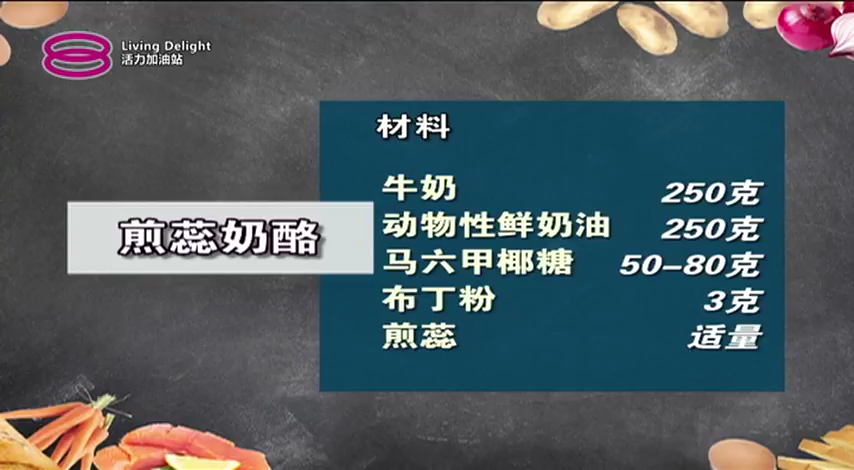 Living Delight
活力加油站
材料
煎蕊奶酪
牛奶 250克
动物性鲜奶油 250克
马六甲椰糖 50-80克
布丁粉 3克
煎蕊 适量